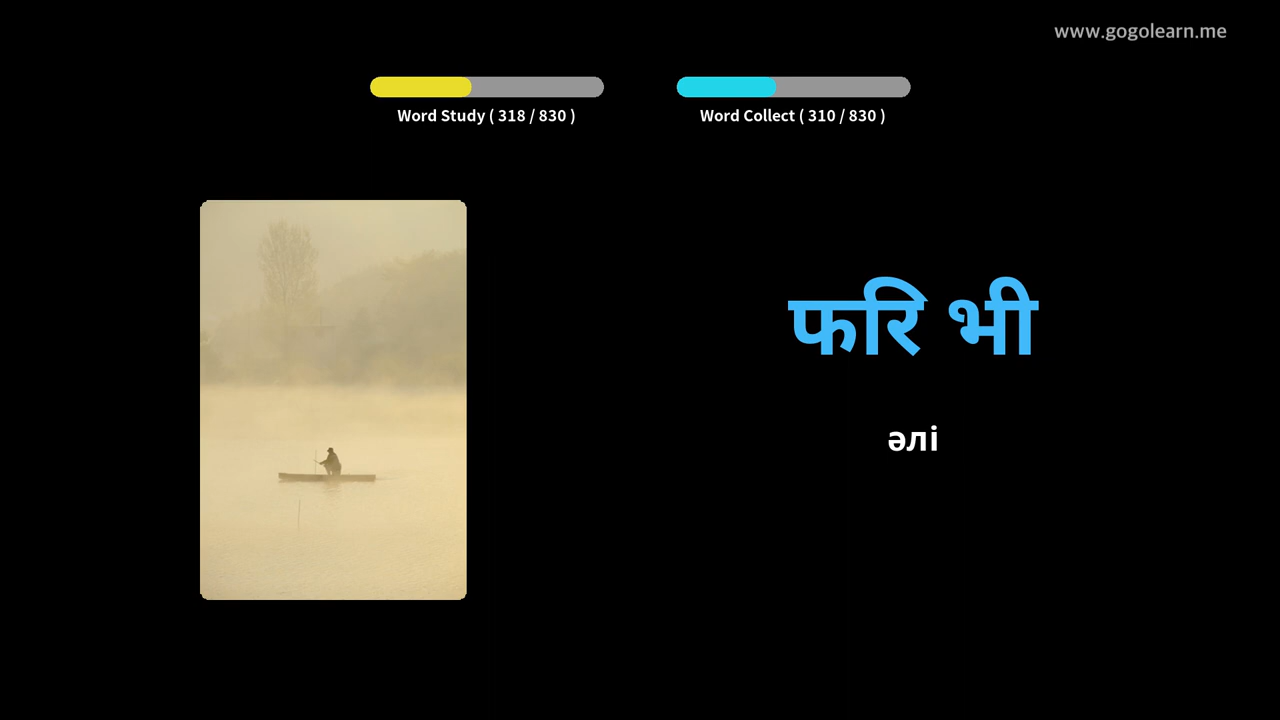 www.gogolearn.me
Word Study ( 318 / 830 )
Word Collect ( 310 / 830 )
फरि भी
әлі